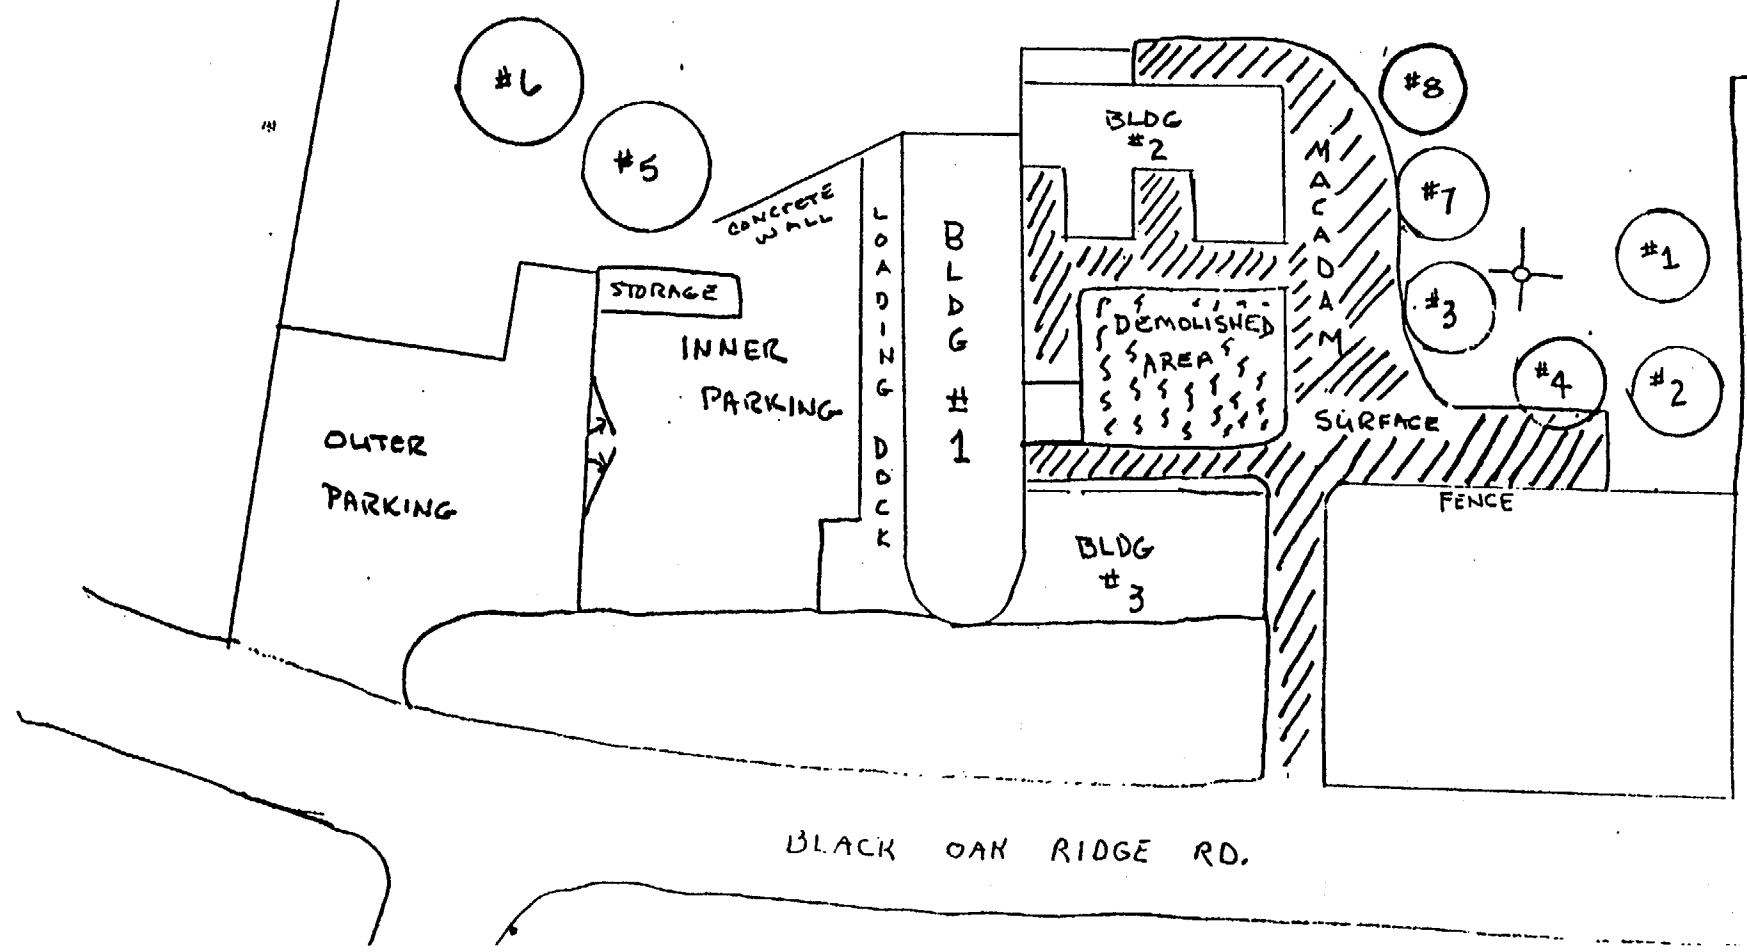 #6
#5
#8
#7
#1
#3
#4
#2
BLDG
#2
MACADAM
SURFACE
CONCRETE
WALL
LOADING DOCK
BLDG #1
STORAGE
INNER
PARKING
DEMOLISHED
AREA
OUTER
PARKING
FENCE
BLDG
#3
BLACK OAK RIDGE RD.